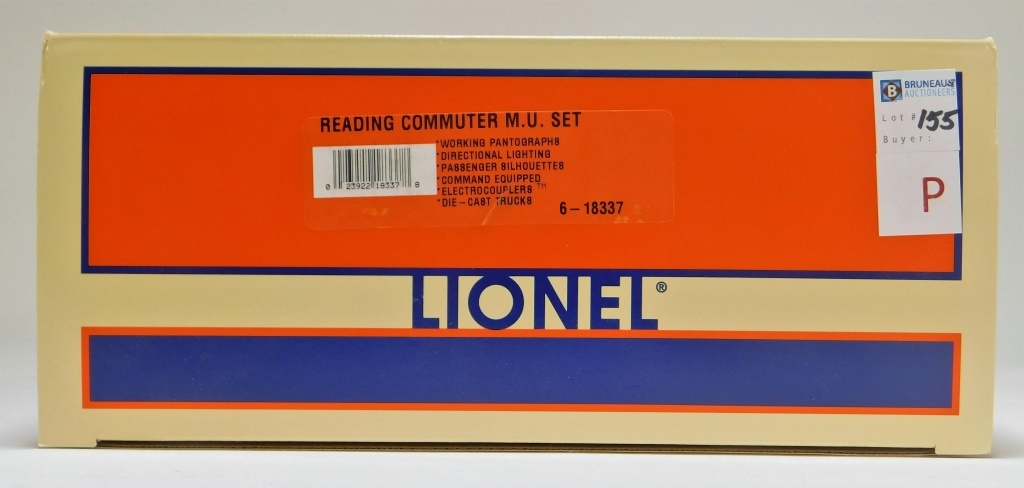 READING COMMUTER M.U. SET
*WORKING PANTOGRAPHS
*DIRECTIONAL LIGHTING
*PASSENGER SILHOUETTES
*COMMAND EQUIPPED
*ELECTROCOUPLERS™
*DIE-CAST TRUCKS
0 23922 18337 8
6-18337
BRUNEAU &
AUCTIONEERS
B
Lot # 155
Buyer:
P
LIONEL®